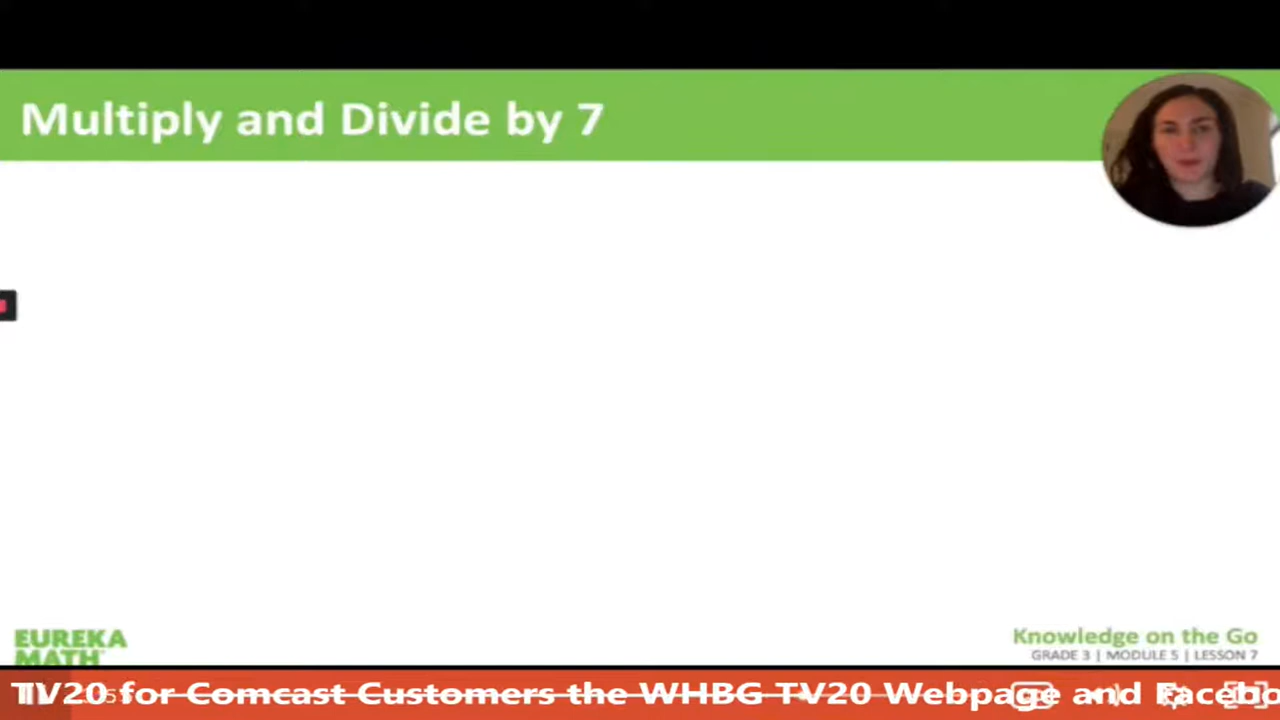 Multiply and Divide by 7
EUREKA
MATH
Knowledge on the Go
GRADE 3 | MODULE 5 | LESSON 7
TV20 for Comcast Customers the WHBG TV20 Webpage and Facebo